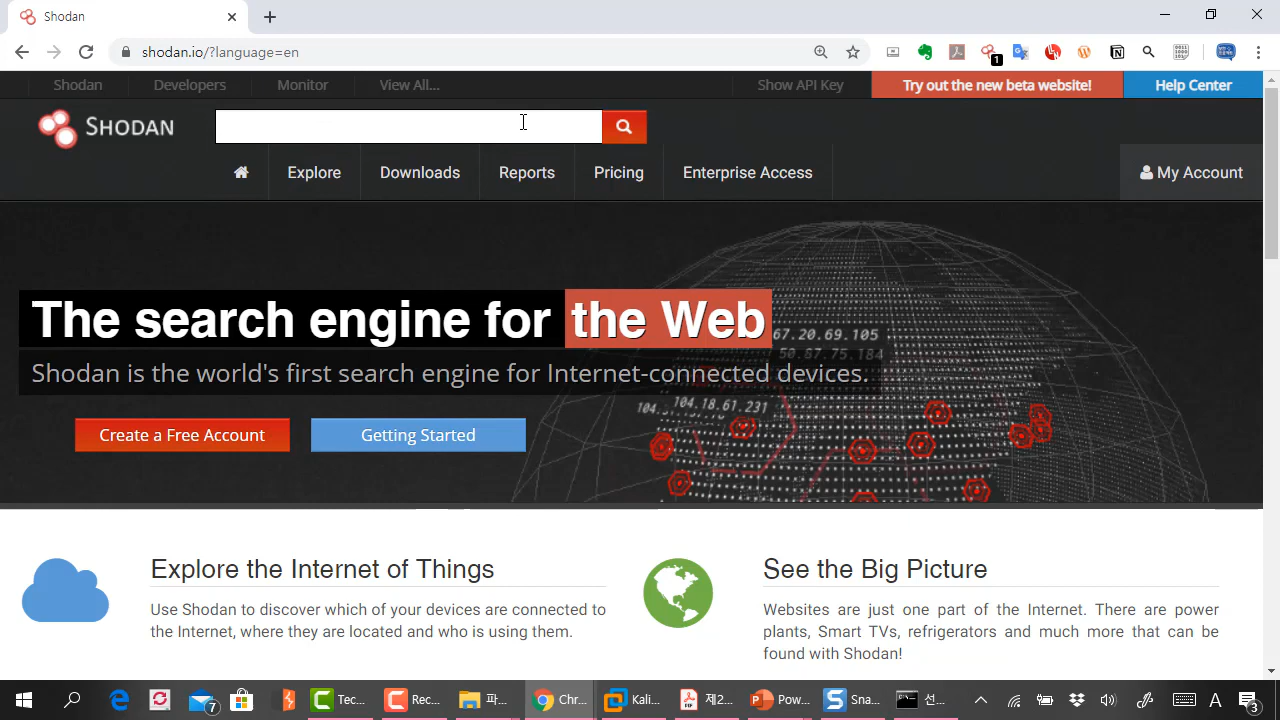 Shodan
shodan.io/?language=en
1
Shodan Developers Monitor View All... Show API Key Try out the new beta website! Help Center
SHODAN
Explore Downloads Reports Pricing Enterprise Access My Account
The search engine for the Web
67.20.69.105
50.67.75.184
Shodan is the world's first search engine for Internet-connected devices.
104.18.61.231
Create a Free Account Getting Started
Explore the Internet of Things
Use Shodan to discover which of your devices are connected to
the Internet, where they are located and who is using them.
See the Big Picture
Websites are just one part of the Internet. There are power
plants, Smart TVs, refrigerators and much more that can be
found with Shodan!
7 Tec... Rec... 파... Chr... Kali... 제2... Pow... Sna... 선... A 3